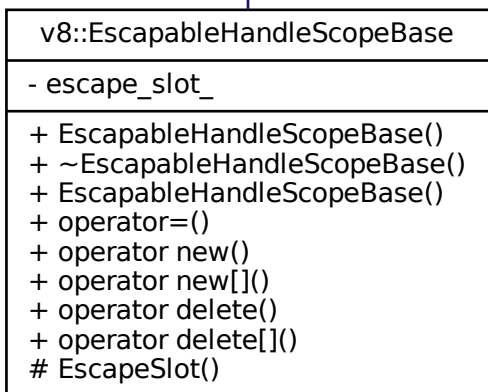 v8::EscapableHandleScopeBase
- escape_slot_
+ EscapableHandleScopeBase()
+ ~EscapableHandleScopeBase()
+ EscapableHandleScopeBase()
+ operator=()
+ operator new()
+ operator new[]()
+ operator delete()
+ operator delete[]()
# EscapeSlot()